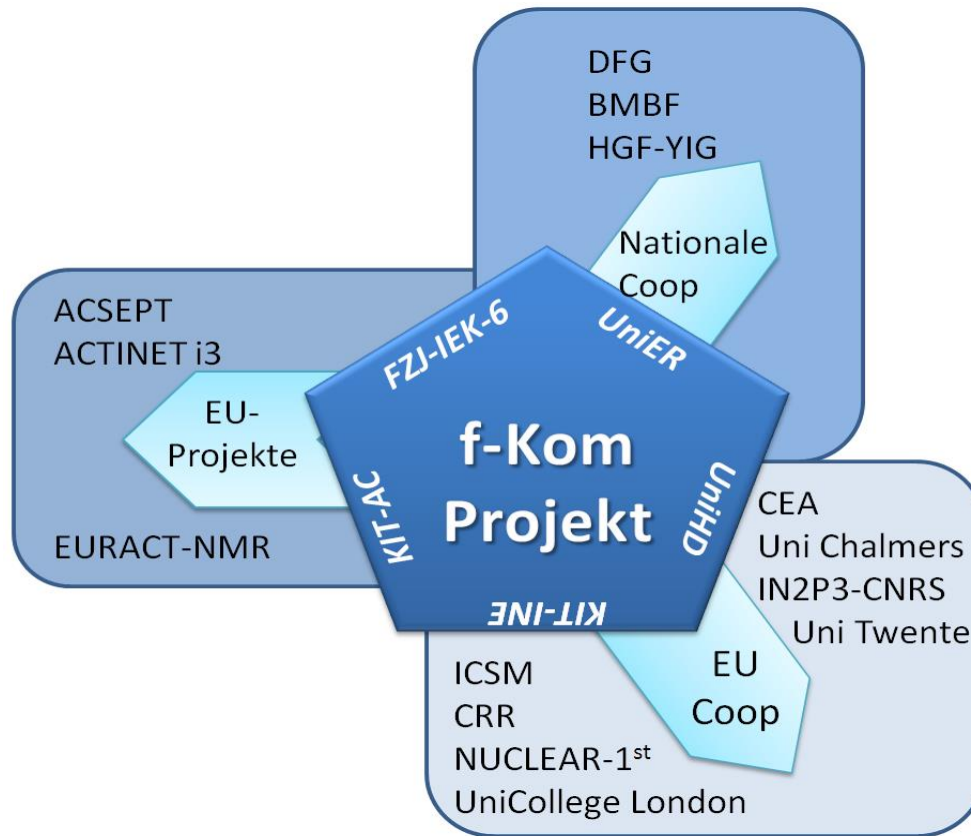 DFG
BMBF
HGF-YIG
Nationale
Coop
ACSEPT
ACTINET i3
EU-
Projekte
EURACT-NMR
FZJ-IEK-6
UniER
KIT-AC
UniHD
KIT-INE
f-Kom
Projekt
CEA
Uni Chalmers
IN2P3-CNRS
Uni Twente
EU
Coop
ICSM
CRR
NUCLEAR-1st
UniCollege London